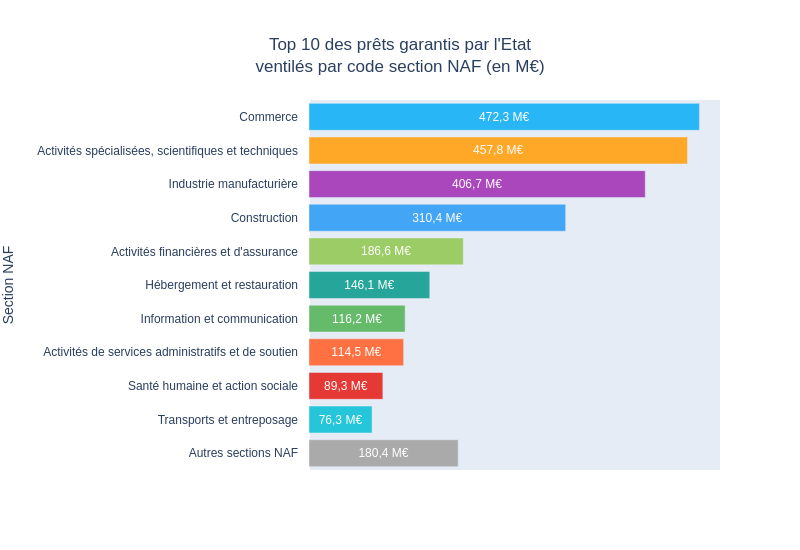 Top 10 des prêts garantis par l'Etat
ventilés par code section NAF (en M€)
Section NAF
Commerce 472,3 M€
Activités spécialisées, scientifiques et techniques 457,8 M€
Industrie manufacturière 406,7 M€
Construction 310,4 M€
Activités financières et d'assurance 186,6 M€
Hébergement et restauration 146,1 M€
Information et communication 116,2 M€
Activités de services administratifs et de soutien 114,5 M€
Santé humaine et action sociale 89,3 M€
Transports et entreposage 76,3 M€
Autres sections NAF 180,4 M€